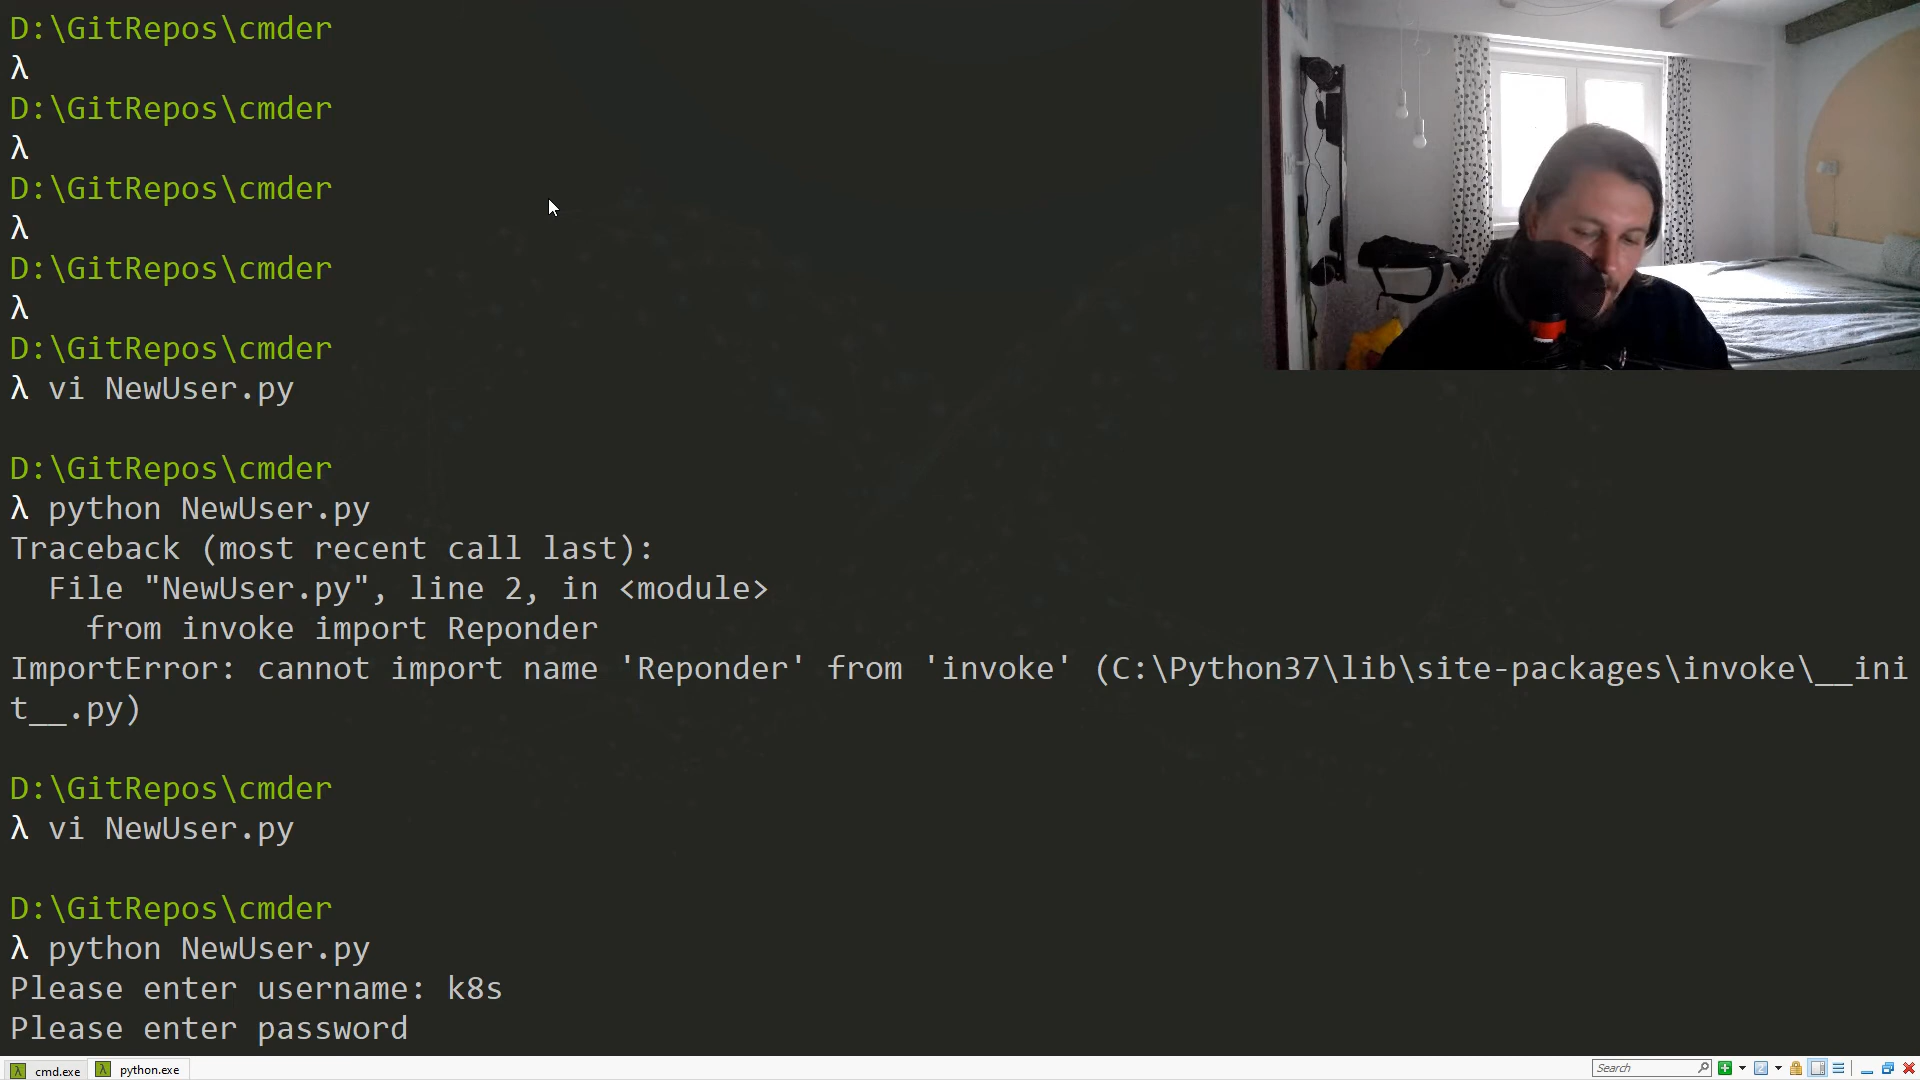 D:\GitRepos\cmder
λ
D:\GitRepos\cmder
λ
D:\GitRepos\cmder
λ
D:\GitRepos\cmder
λ
D:\GitRepos\cmder
λ vi NewUser.py
D:\GitRepos\cmder
λ python NewUser.py
Traceback (most recent call last):
  File "NewUser.py", line 2, in <module>
    from invoke import Reponder
ImportError: cannot import name 'Reponder' from 'invoke' (C:\Python37\lib\site-packages\invoke\__ini
t__.py)
D:\GitRepos\cmder
λ vi NewUser.py
D:\GitRepos\cmder
λ python NewUser.py
Please enter username: k8s
Please enter password
λ cmd.exe λ python.exe Search